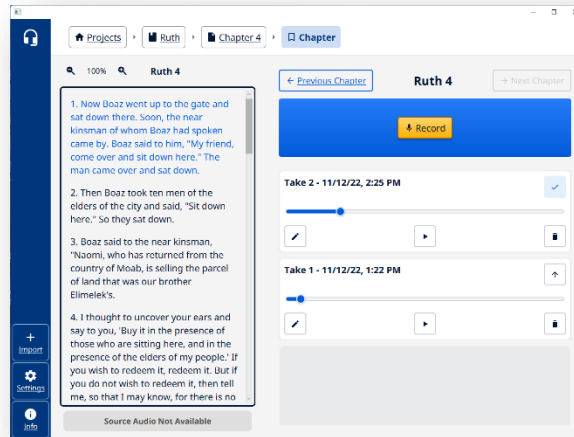 Projects
Ruth
Chapter 4
Chapter
100%
Ruth 4
1. Now Boaz went up to the gate and
sat down there. Soon, the near
kinsman of whom Boaz had spoken
came by. Boaz said to him, "My friend,
come over and sit down here." The
man came over and sat down.
2. Then Boaz took ten men of the
elders of the city and said, "Sit down
here." So they sat down.
3. Boaz said to the near kinsman,
"Naomi, who has returned from the
country of Moab, is selling the parcel
of land that was our brother
Elimelek's.
4. I thought to uncover your ears and
say to you, 'Buy it in the presence of
those who are sitting here, and in the
presence of the elders of my people.' If
you wish to redeem it, redeem it. But if
you do not wish to redeem it, then tell
me, so that I may know, for there is no
Source Audio Not Available
← Previous Chapter
Ruth 4
+ Next Chapter
Record
Take 2 - 11/12/22, 2:25 PM
Take 1 - 11/12/22, 1:22 PM
Import
Settings
Info